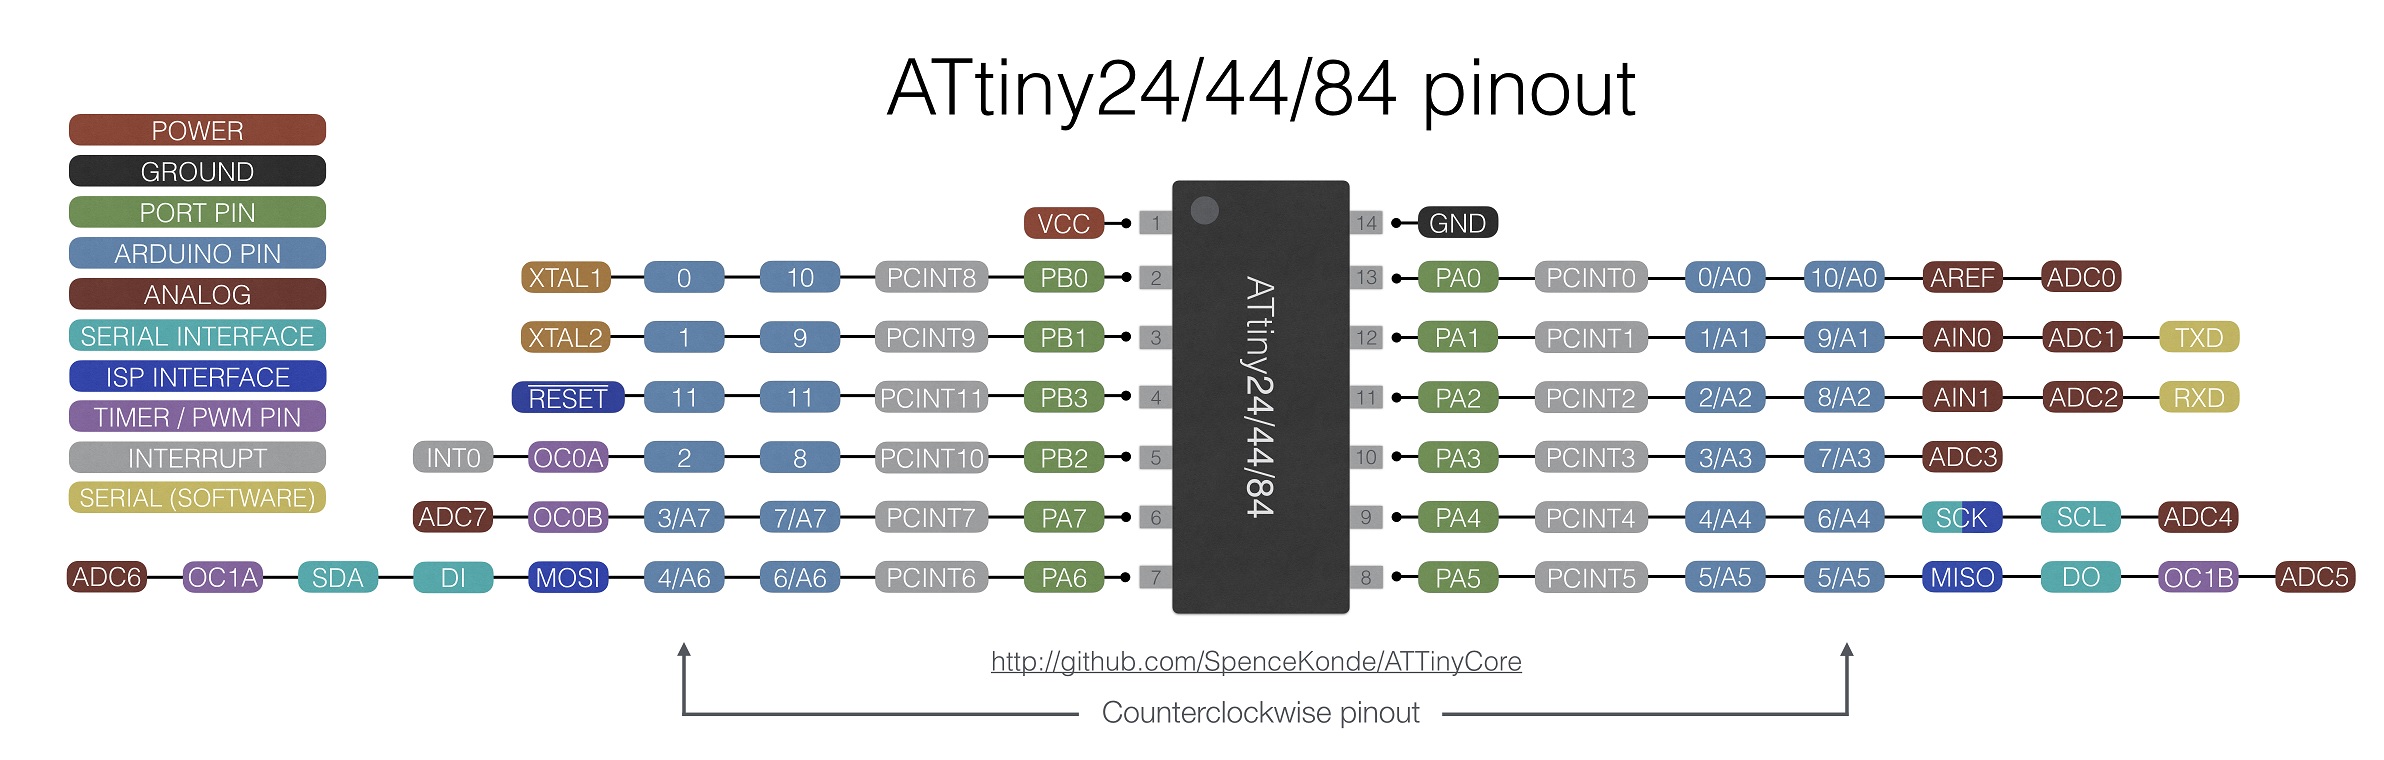 ATtiny24/44/84 pinout
POWER
GROUND
PORT PIN
ARDUINO PIN
ANALOG
SERIAL INTERFACE
ISP INTERFACE
TIMER / PWM PIN
INTERRUPT
SERIAL (SOFTWARE)
VCC 1 14 GND
XTAL1 0 10 PCINT8 PB0 2 13 PA0 PCINT0 0/A0 10/A0 AREF ADC0
XTAL2 1 9 PCINT9 PB1 3 12 PA1 PCINT1 1/A1 9/A1 AIN0 ADC1 TXD
RESET 11 11 PCINT11 PB3 4 11 PA2 PCINT2 2/A2 8/A2 AIN1 ADC2 RXD
INT0 OC0A 2 8 PCINT10 PB2 5 10 PA3 PCINT3 3/A3 7/A3 ADC3
ADC7 OC0B 3/A7 7/A7 PCINT7 PA7 6 9 PA4 PCINT4 4/A4 6/A4 SCK SCL ADC4
ADC6 OC1A SDA DI MOSI 4/A6 6/A6 PCINT6 PA6 7 8 PA5 PCINT5 5/A5 5/A5 MISO DO OC1B ADC5
ATtiny24/44/84
http://github.com/SpenceKonde/ATTinyCore
Counterclockwise pinout